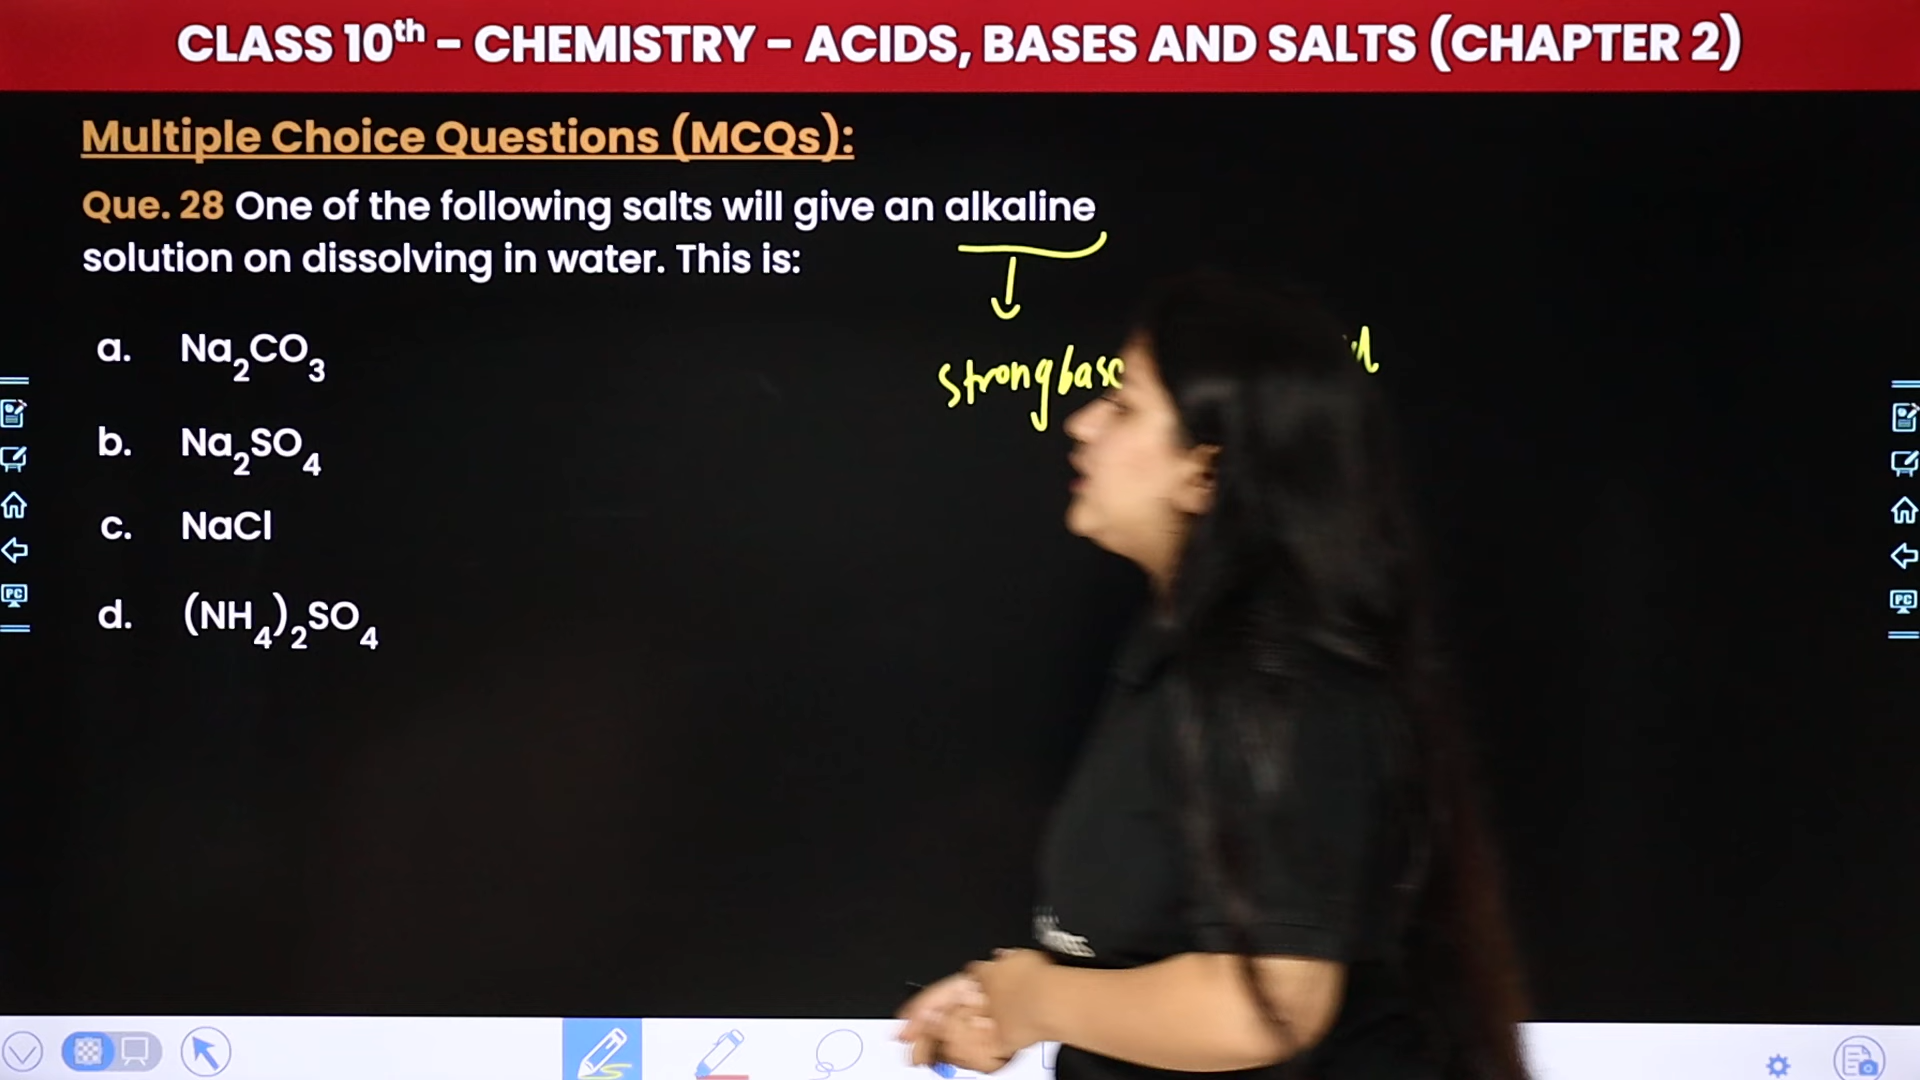 CLASS 10th - CHEMISTRY - ACIDS, BASES AND SALTS (CHAPTER 2)
Multiple Choice Questions (MCQs):
Que. 28 One of the following salts will give an alkaline
solution on dissolving in water. This is:
a. Na2CO3
b. Na2SO4
c. NaCl
d. (NH4)2SO4
strong base
PC
PC